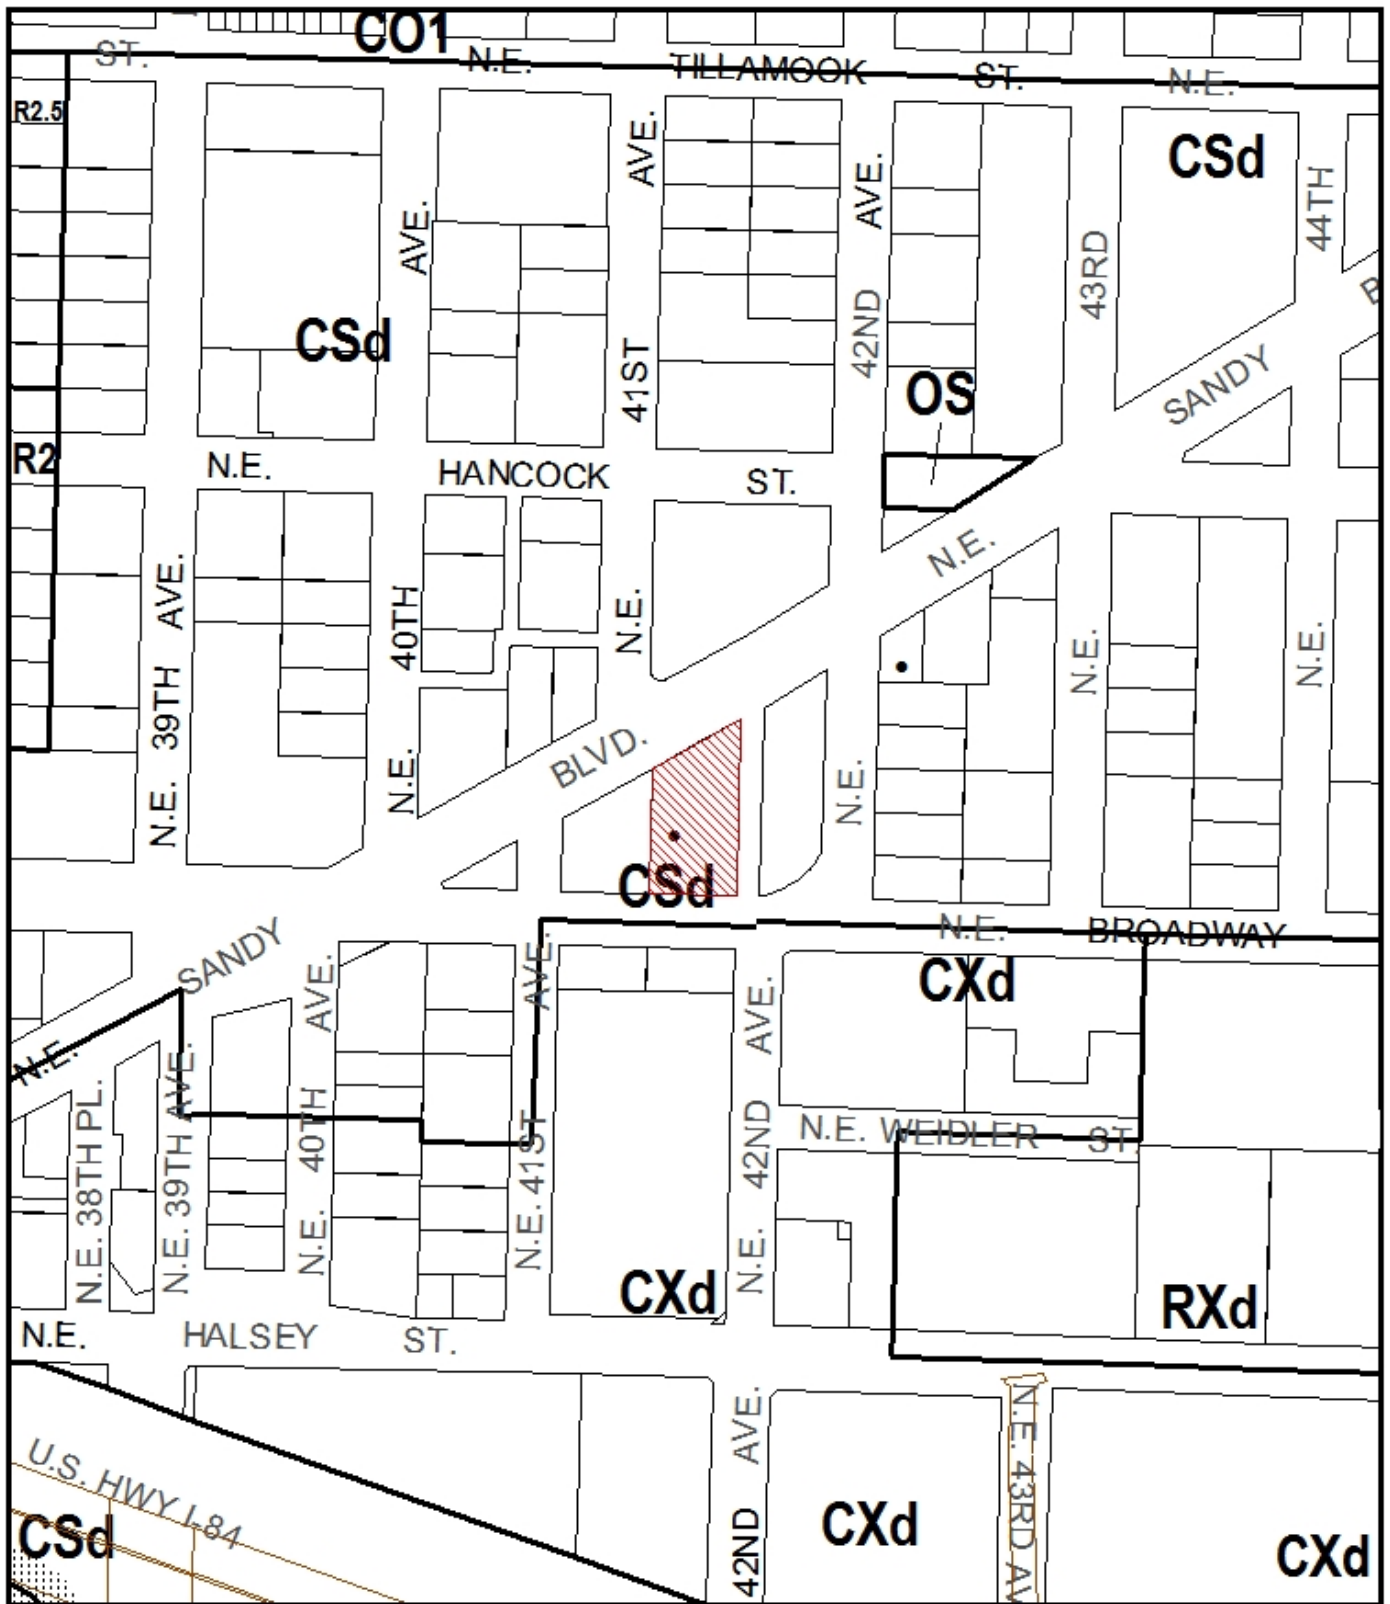 CO1
ST.
N.E.
TILLAMOOK
ST.
N.E.
R2.5
AVE.
CSd
AVE.
44TH
AVE.
43RD
B
42ND
CSd
41ST
OS
SANDY
R2
N.E.
HANCOCK
ST.
N.E.
AVE.
40TH
N.E.
N.E.
N.E.
39TH
BLVD.
N.E.
N.E.
N.E.
CSd
N.E.
BROADWAY
SANDY
AVE.
AVE.
CXd
AVE.
N.E.
N.E. 39TH AVE.
N.E. 38TH PL.
40TH
N.E. 41ST
42ND
N.E. WEIDLER ST.
N.E.
N.E.
CXd
RXd
N.E.
HALSEY
ST.
AVE.
N.E. 43RD AV
U.S. HWY I-84
CSd
42ND
CXd
CXd